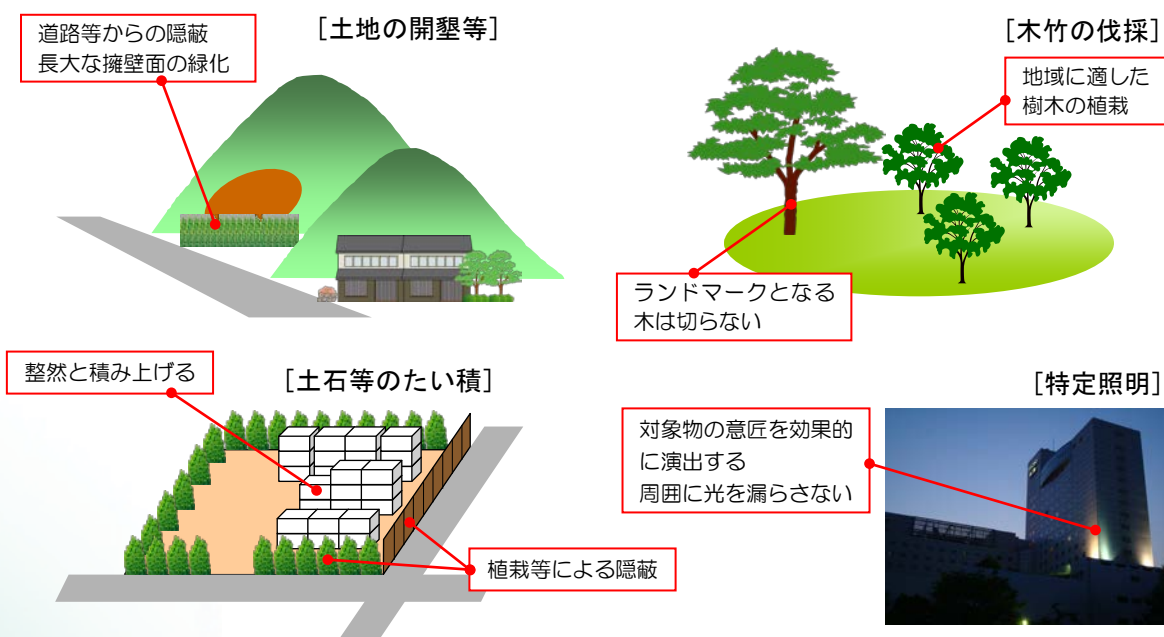 [土地の開墾等]
道路等からの隠蔽
長大な擁壁面の緑化
[木竹の伐採]
地域に適した
樹木の植栽
ランドマークとなる
木は切らない
[土石等のたい積]
整然と積み上げる
植栽等による隠蔽
[特定照明]
対象物の意匠を効果的
に演出する
周囲に光を漏らさない